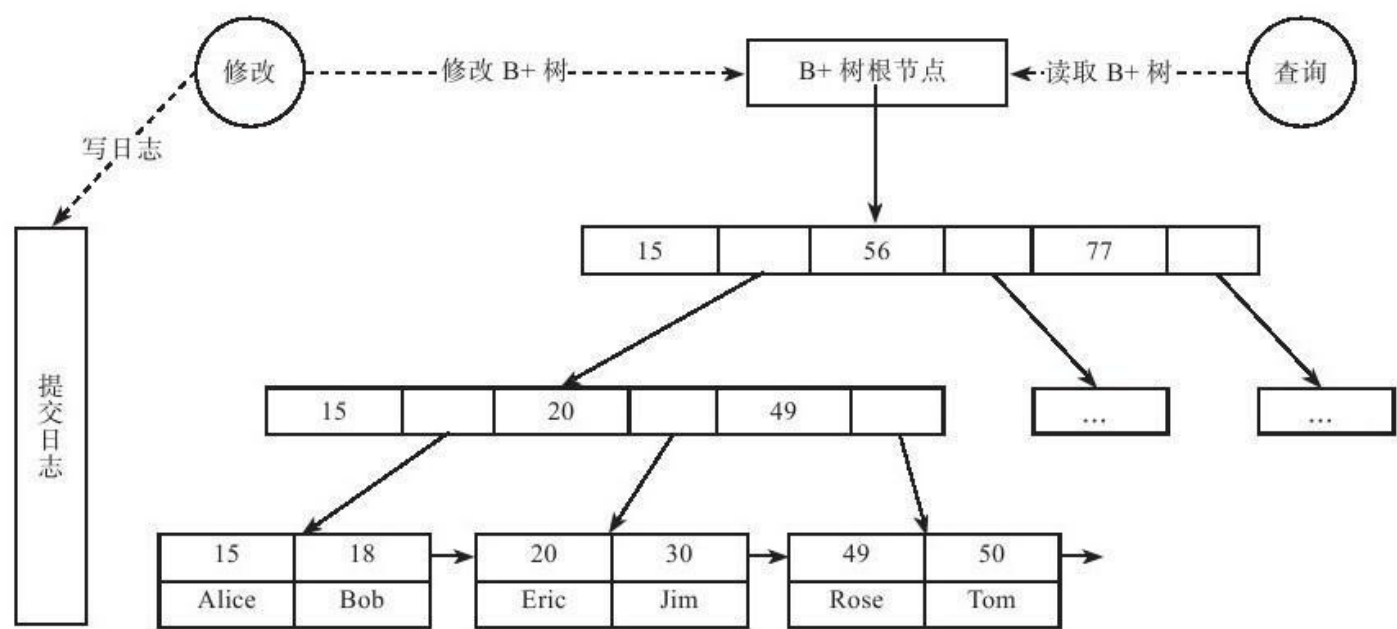 修改
修改 B+ 树
B+ 树根节点
读取 B+ 树
查询
写日志
15 56 77
提交日志
15 20 49
...
...
15 18 20 30 49 50
Alice Bob Eric Jim Rose Tom